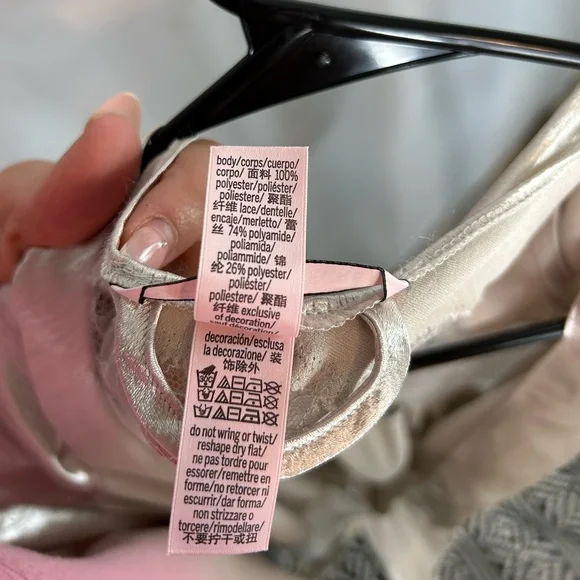 body/corps/cuerpo/
corpo/ 面料 100%
polyester/poliéster/
poliestere/ 聚酯
纤维 lace/dentelle/
encaje/merletto/ 蕾
丝 74% polyamide/
poliamida/
poliammide/ 锦
纶 26% polyester/
poliéster/
poliestere/ 聚酯
纤维 exclusive
of decoration/
sauf décoration/
decoración/esclusa
la decorazione/ 装
饰除外
do not wring or twist/
reshape dry flat/
ne pas tordre pour
essorer/remettre en
forme/no retorcer ni
escurrir/dar forma/
non strizzare o
torcere/rimodellare/
不要拧干或扭